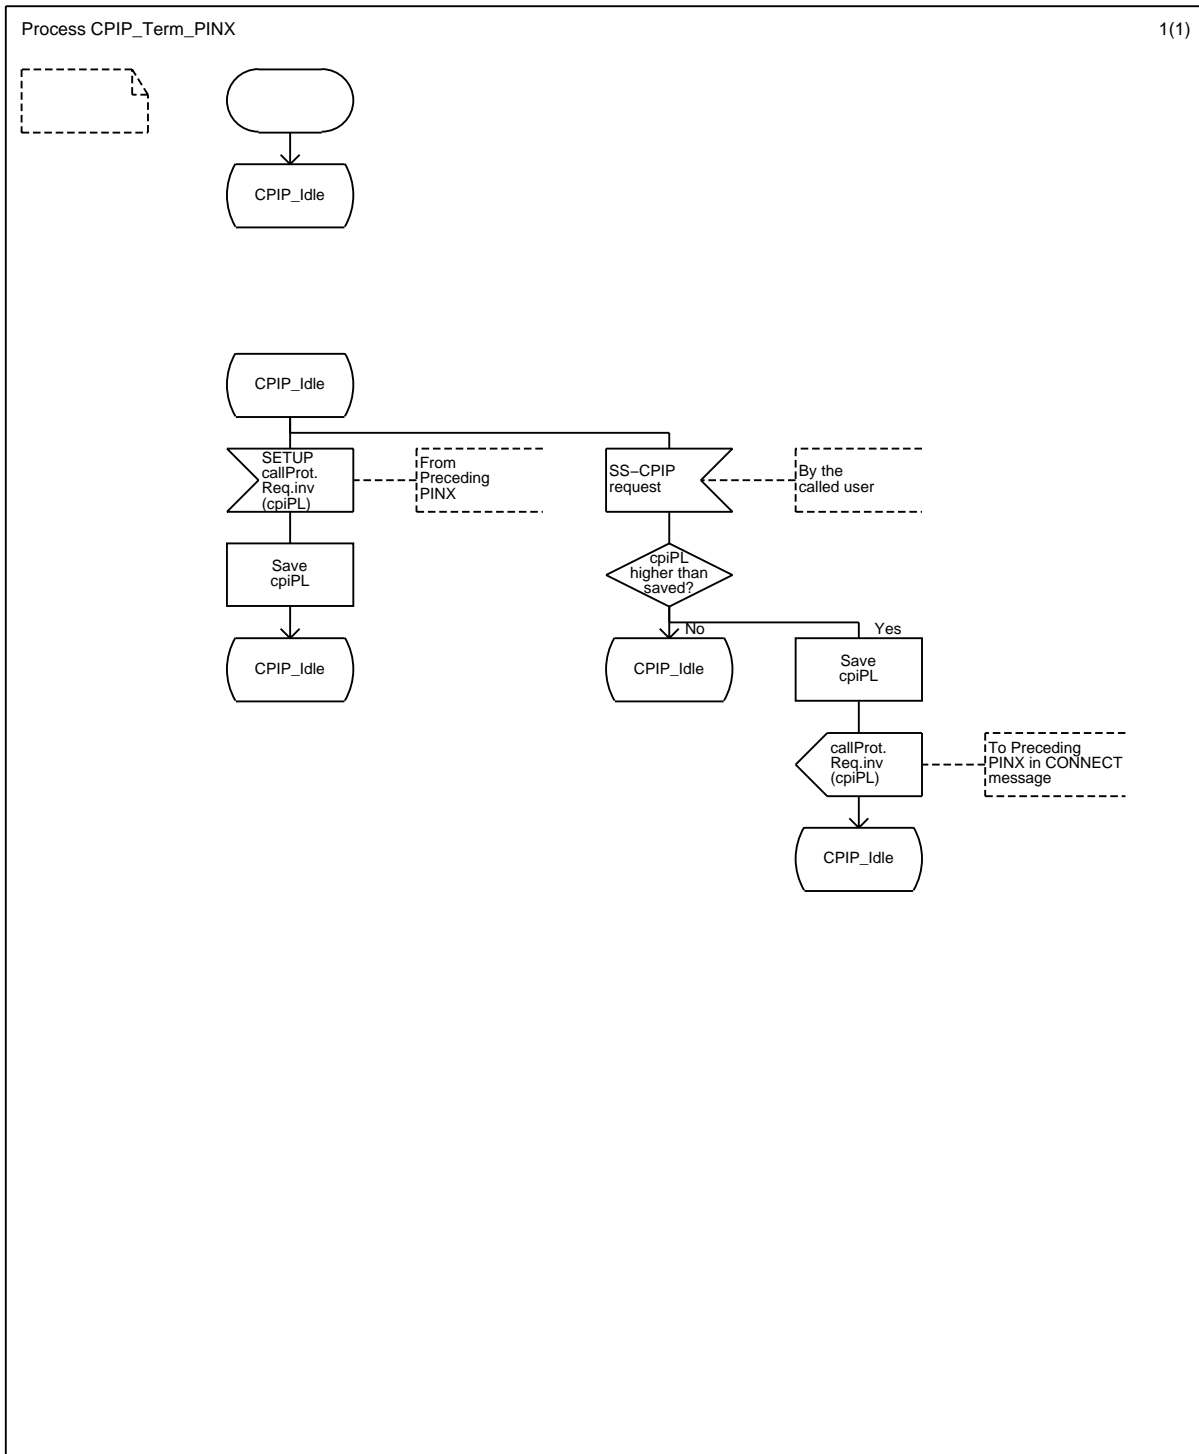 Process CPIP_Term_PINX
1(1)
CPIP_Idle
CPIP_Idle
SETUP
callProt.
Req.inv
(cpiPL)
From
Preceding
PINX
SS−CPIP
request
By the
called user
Save
cpiPL
cpiPL
higher than
saved?
No
Yes
CPIP_Idle
CPIP_Idle
Save
cpiPL
callProt.
Req.inv
(cpiPL)
To Preceding
PINX in CONNECT
message
CPIP_Idle